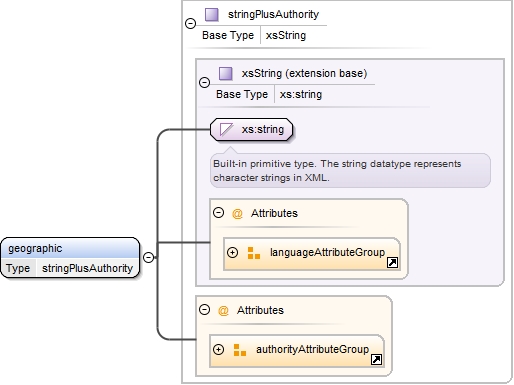 stringPlusAuthority
Base Type xsString
xsString (extension base)
Base Type xs:string
xs:string
Built-in primitive type. The string datatype represents
character strings in XML.
@ Attributes
languageAttributeGroup
geographic
Type stringPlusAuthority
@ Attributes
authorityAttributeGroup